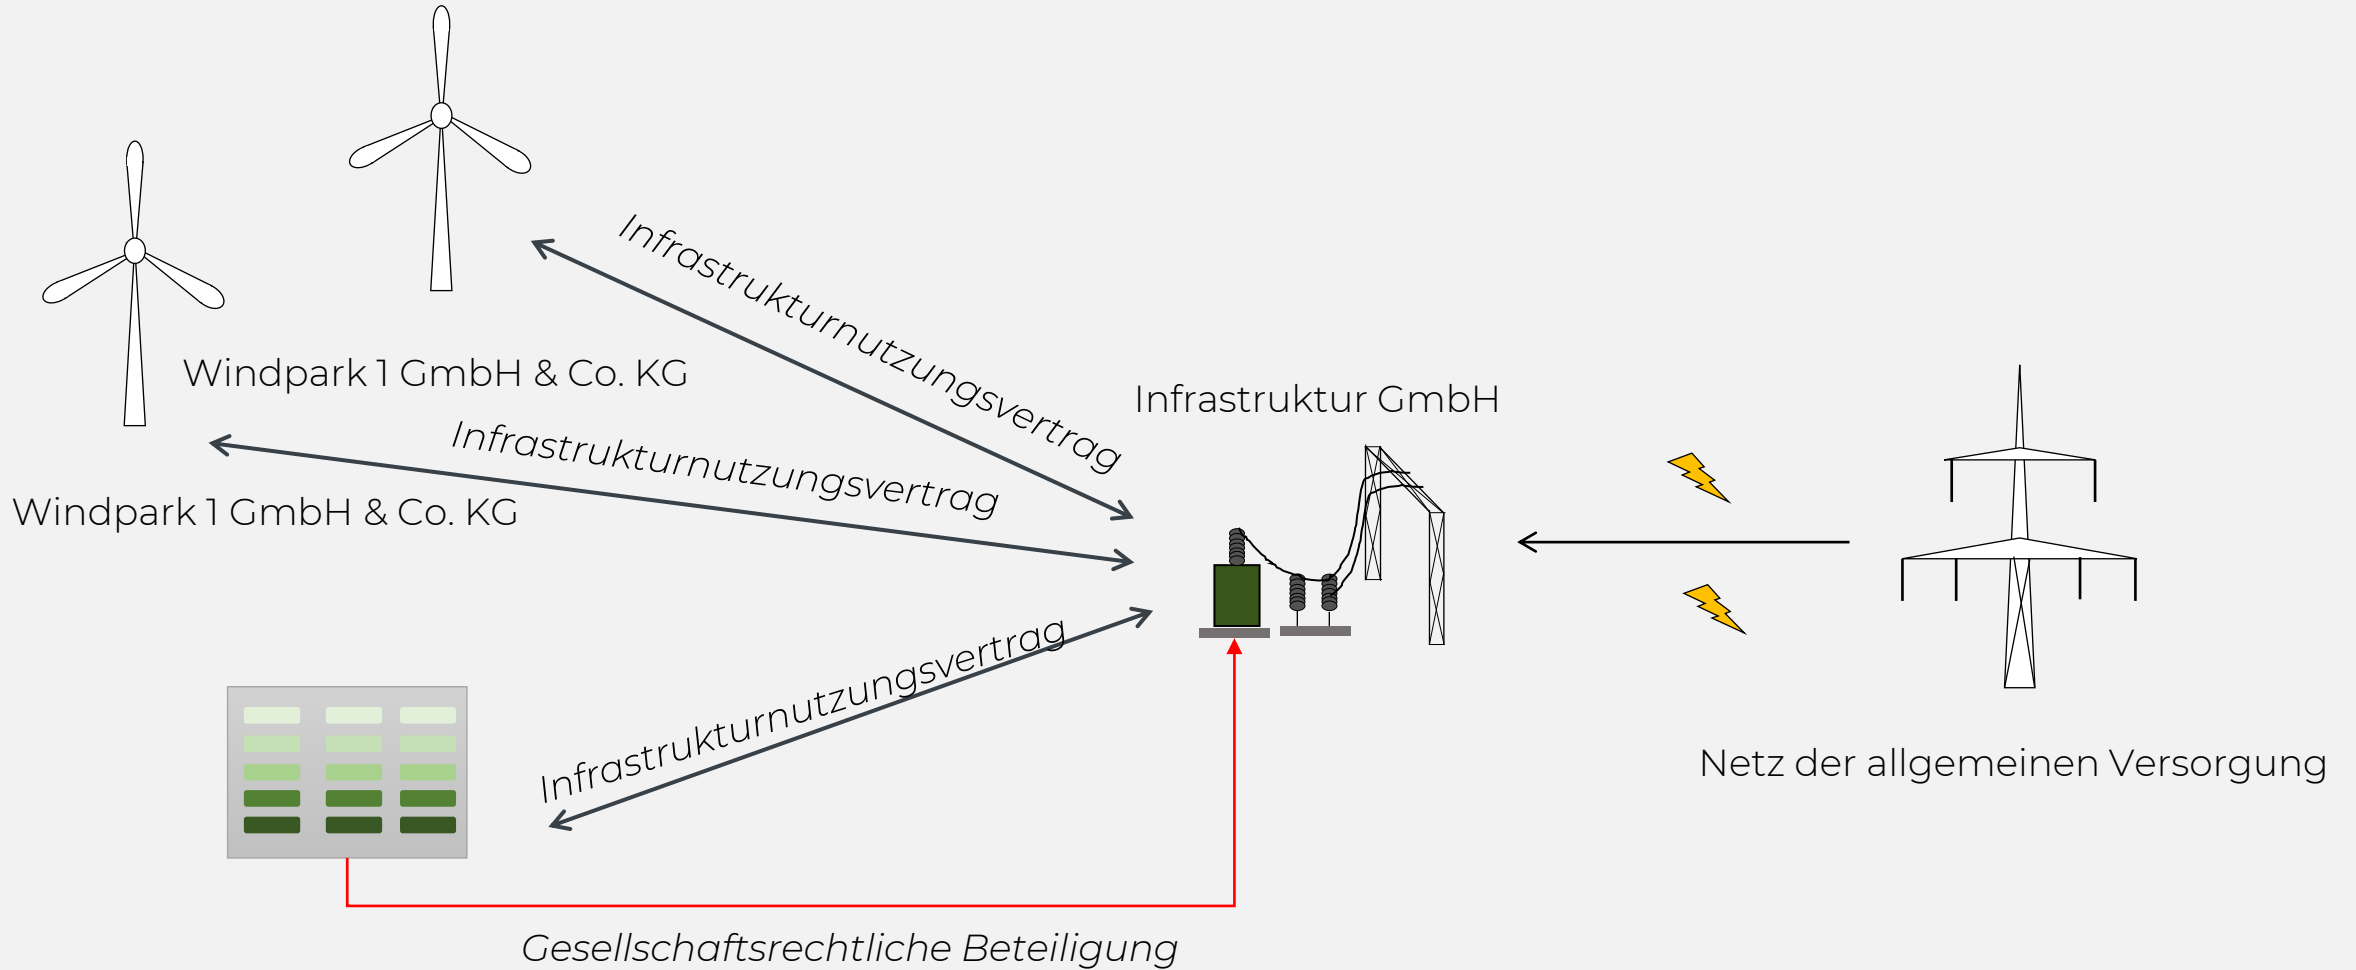 Infrastrukturnutzungsvertrag
Windpark 1 GmbH & Co. KG
Infrastruktur GmbH
Infrastrukturnutzungsvertrag
Windpark 1 GmbH & Co. KG
Infrastrukturnutzungsvertrag
Netz der allgemeinen Versorgung
Gesellschaftsrechtliche Beteiligung